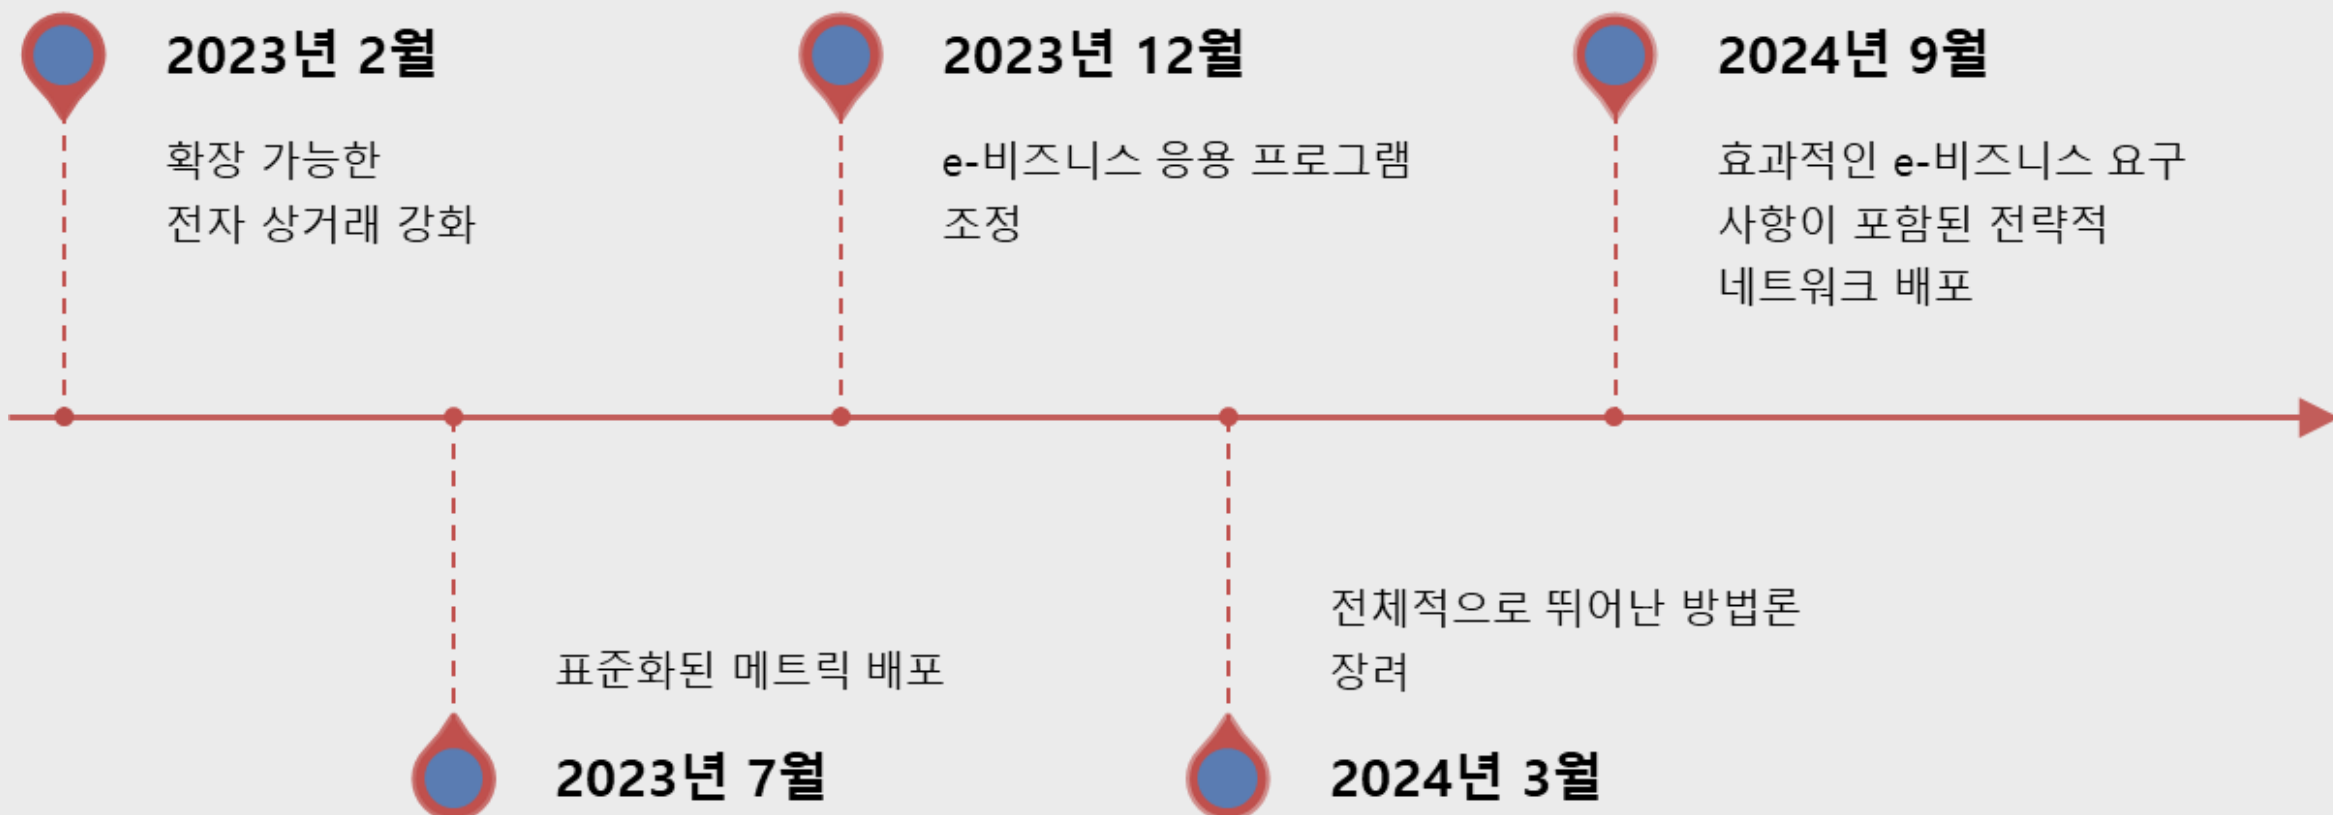 2023년 2월
확장 가능한
전자 상거래 강화
2023년 12월
e-비즈니스 응용 프로그램
조정
2024년 9월
효과적인 e-비즈니스 요구
사항이 포함된 전략적
네트워크 배포
표준화된 메트릭 배포
2023년 7월
전체적으로 뛰어난 방법론
장려
2024년 3월